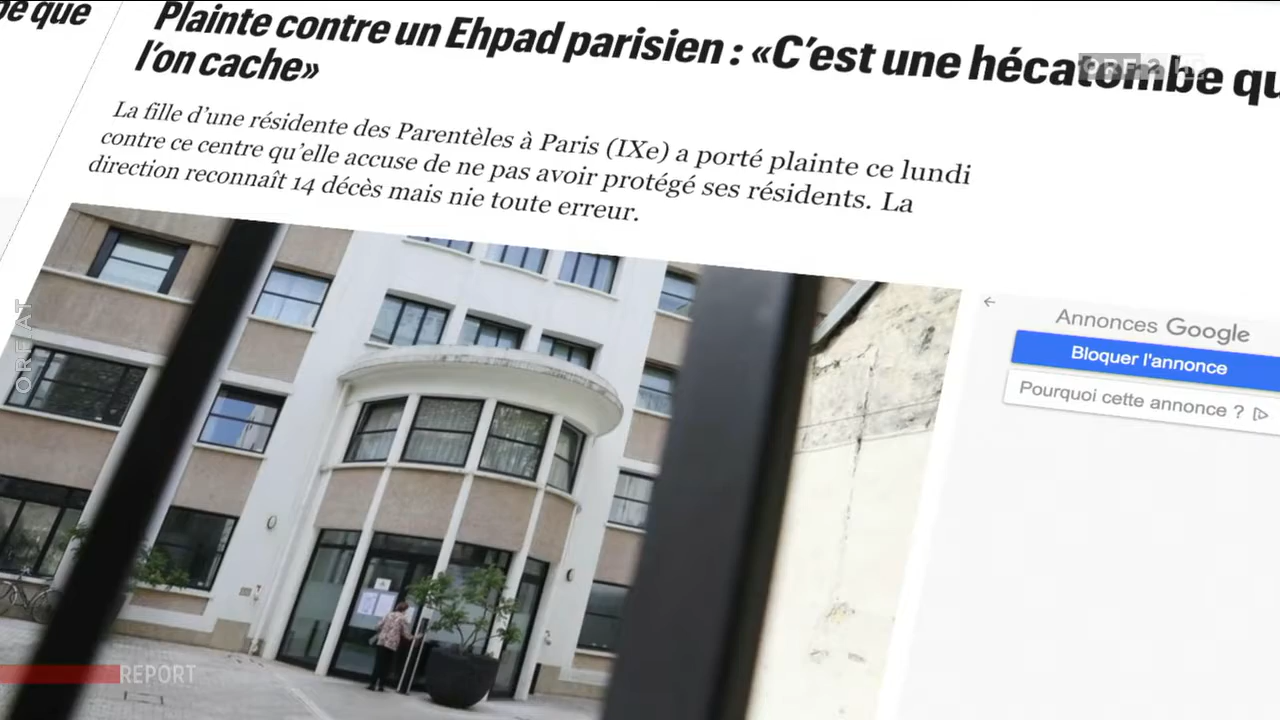 que
Plainte contre un Ehpad parisien : «C'est une hécatombe
l'on cache»
La fille d'une résidente des Parentèles à Paris (IXe) a porté plainte ce lundi
contre ce centre qu'elle accuse de ne pas avoir protégé ses résidents. La
direction reconnaît 14 décès mais nie toute erreur.
ORF 2 HD
Annonces Google
Bloquer l'annonce
Pourquoi cette annonce ?
ORF.AT
REPORT